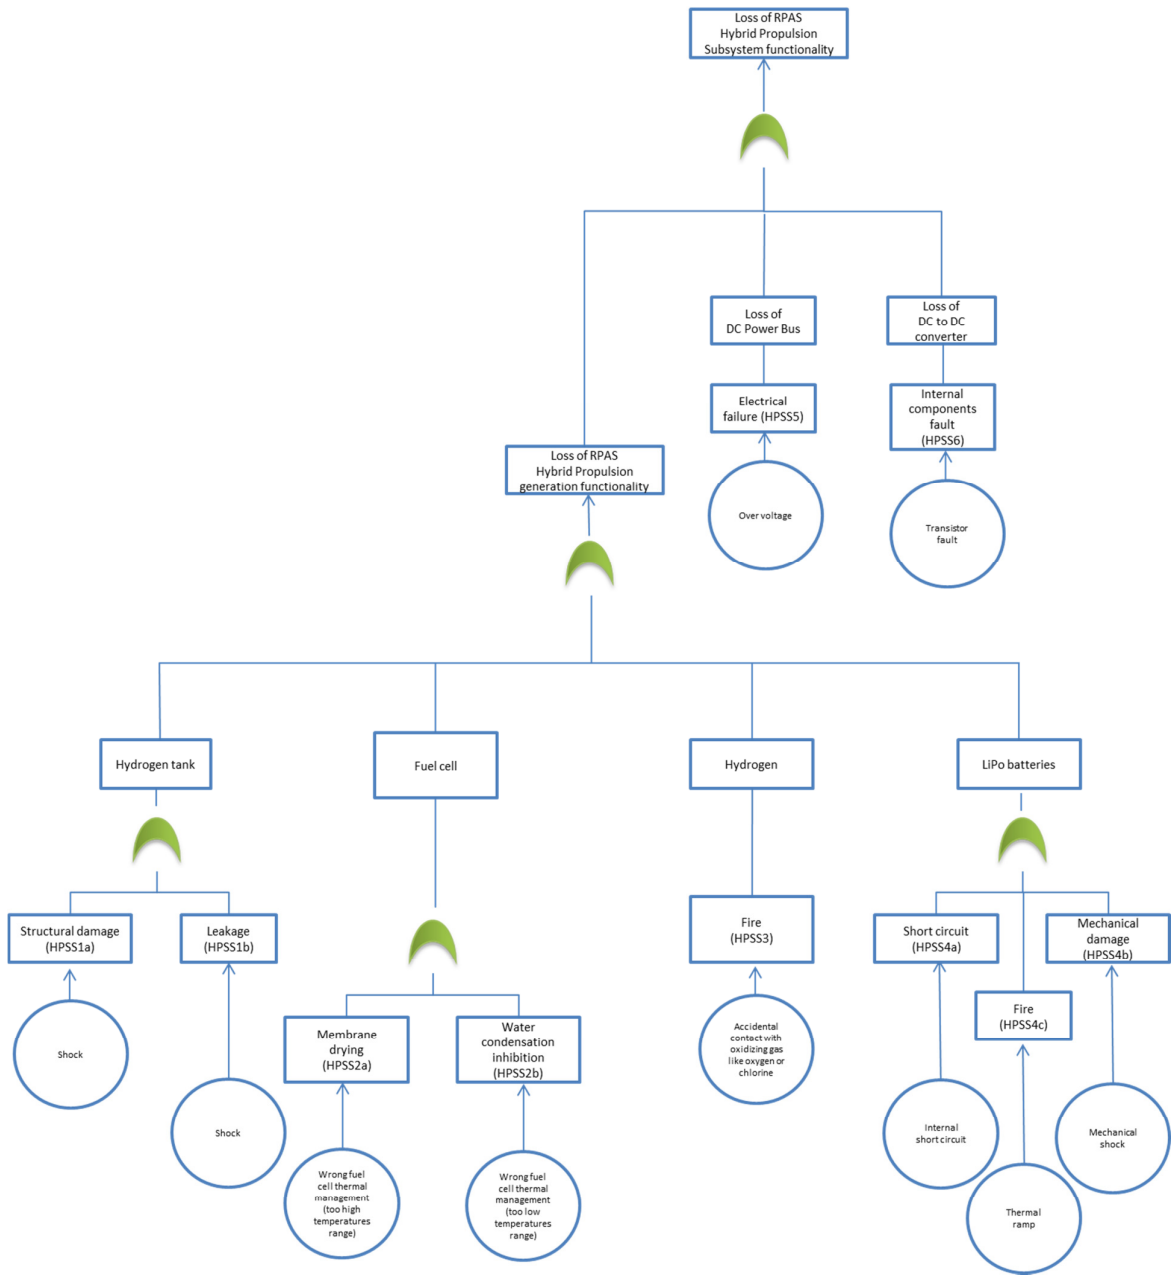 Loss of RPAS
Hybrid Propulsion
Subsystem functionality
Loss of
DC Power Bus
Loss of
DC to DC
converter
Electrical
failure (HPSS5)
Internal
components
fault
(HPSS6)
Loss of RPAS
Hybrid Propulsion
generation functionality
Over voltage
Transistor
fault
Hydrogen tank
Fuel cell
Hydrogen
LiPo batteries
Structural damage
(HPSS1a)
Leakage
(HPSS1b)
Fire
(HPSS3)
Short circuit
(HPSS4a)
Mechanical
damage
(HPSS4b)
Fire
(HPSS4c)
Membrane
drying
(HPSS2a)
Water
condensation
inhibition
(HPSS2b)
Shock
Shock
Accidental
contact with
oxidizing gas
like oxygen or
chlorine
Internal
short circuit
Mechanical
shock
Wrong fuel
cell thermal
management
(too high
temperatures
range)
Wrong fuel
cell thermal
management
(too low
temperatures
range)
Thermal
ramp